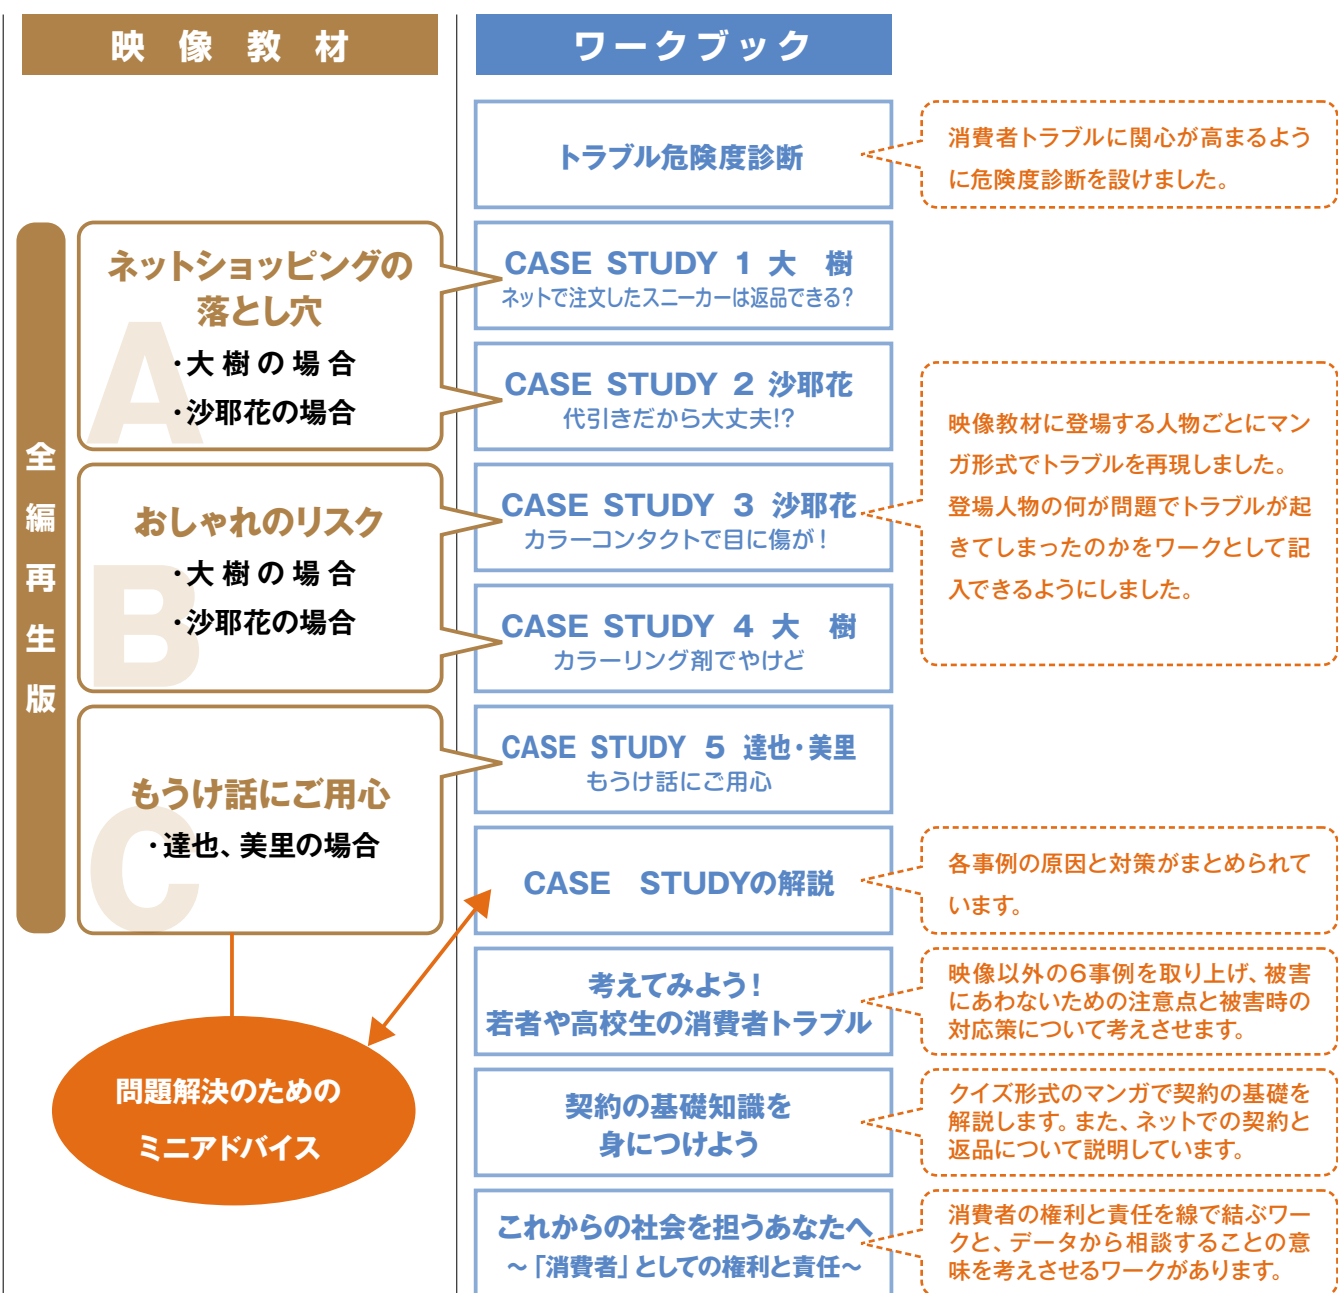 映像教材
ワークブック
全編再生版
A
ネットショッピングの
落とし穴
・大樹の場合
・沙耶花の場合
B
おしゃれのリスク
・大樹の場合
・沙耶花の場合
C
もうけ話にご用心
・達也、美里の場合
問題解決のための
ミニアドバイス
トラブル危険度診断
CASE STUDY 1 大　樹
ネットで注文したスニーカーは返品できる？
CASE STUDY 2 沙耶花
代引きだから大丈夫!?
CASE STUDY 3 沙耶花
カラーコンタクトで目に傷が！
CASE STUDY 4 大　樹
カラーリング剤でやけど
CASE STUDY 5 達也・美里
もうけ話にご用心
CASE　STUDYの解説
考えてみよう！
若者や高校生の消費者トラブル
契約の基礎知識を
身につけよう
これからの社会を担うあなたへ
～「消費者」としての権利と責任～
消費者トラブルに関心が高まるよう
に危険度診断を設けました。
映像教材に登場する人物ごとにマン
ガ形式でトラブルを再現しました。
登場人物の何が問題でトラブルが起
きてしまったのかをワークとして記
入できるようにしました。
各事例の原因と対策がまとめられて
います。
映像以外の6事例を取り上げ、被害
にあわないための注意点と被害時の
対応策について考えさせます。
クイズ形式のマンガで契約の基礎を
解説します。また、ネットでの契約と
返品について説明しています。
消費者の権利と責任を線で結ぶワー
クと、データから相談することの意
味を考えさせるワークがあります。